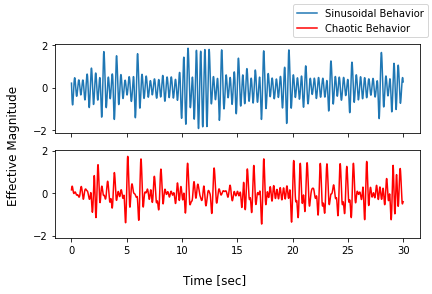 Sinusoidal Behavior
Chaotic Behavior
2
0
−2
2
0
−2
0 5 10 15 20 25 30
Effective Magnitude
Time [sec]